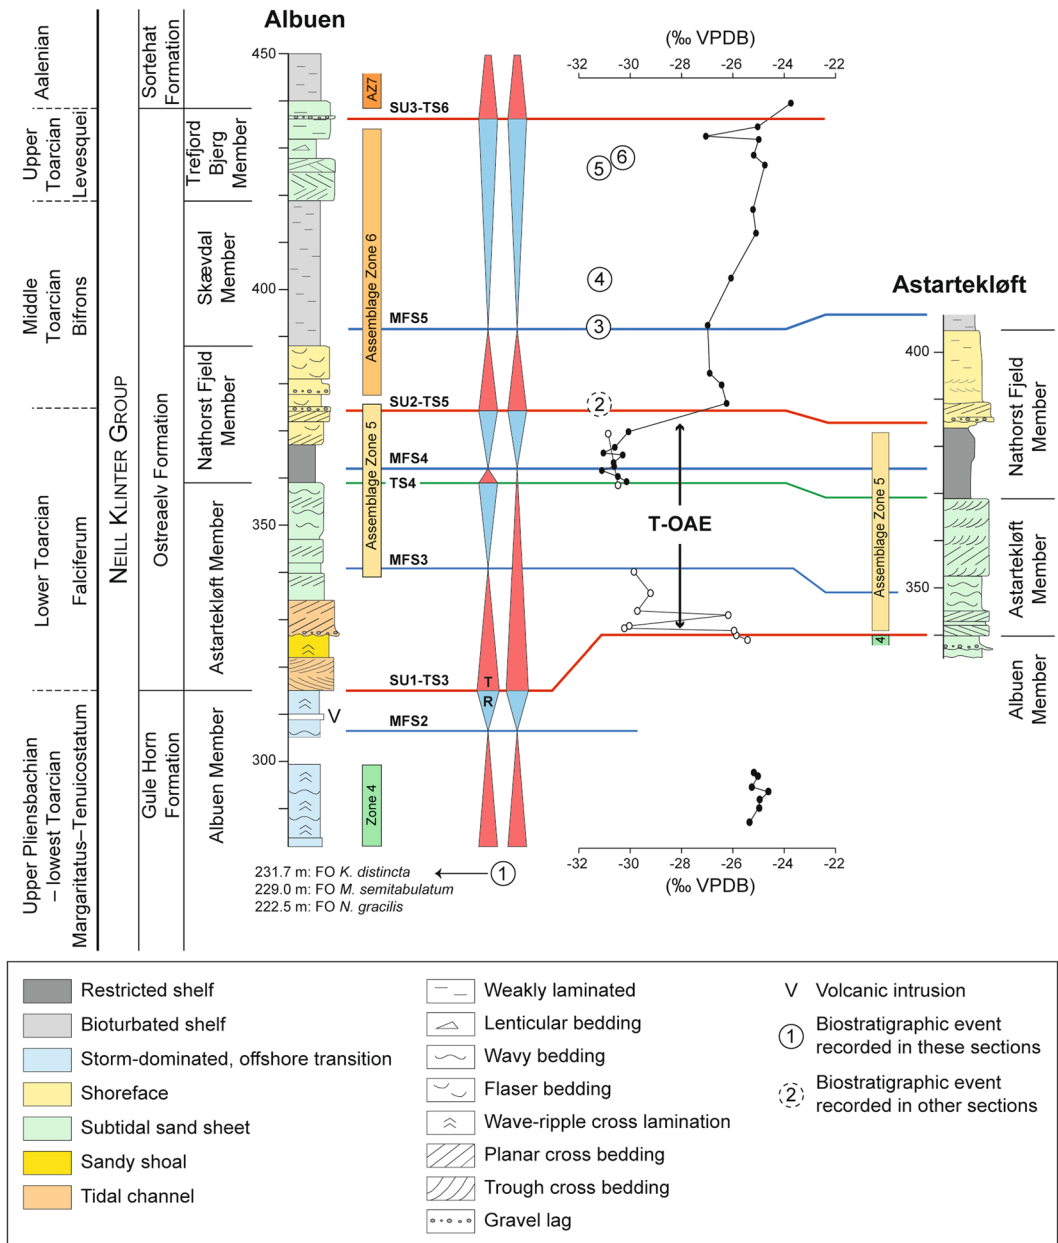 Albuen
(‰ VPDB)
-32
-30
-28
-26
-24
-22
450
400
350
300
Aalenian
Upper
Toarcian
Levesquei
Middle
Toarcian
Bifrons
Lower Toarcian
Falciferum
Upper Pliensbachian
– lowest Toarcian
Margaritatus–Tenuicostatum
NEILL KLINTER GROUP
Sortehat
Formation
Ostreaelv Formation
Gule Horn
Formation
Trefjord
Bjerg
Member
Skævdal
Member
Nathorst Fjeld
Member
Astartekløft Member
Albuen Member
V
AZ7
Assemblage Zone 6
Assemblage Zone 5
Zone 4
SU3-TS6
MFS5
SU2-TS5
MFS4
TS4
MFS3
SU1-TS3
MFS2
T
R
6
5
4
3
2
1
T-OAE
231.7 m: FO K. distincta
229.0 m: FO M. semitabulatum
222.5 m: FO N. gracilis
-32
-30
-28
-26
-24
-22
(‰ VPDB)
Astartekløft
400
350
Assemblage Zone 5
4
Nathorst Fjeld
Member
Astartekløft
Member
Albuen
Member
Restricted shelf
Bioturbated shelf
Storm-dominated, offshore transition
Shoreface
Subtidal sand sheet
Sandy shoal
Tidal channel
Weakly laminated
Lenticular bedding
Wavy bedding
Flaser bedding
Wave-ripple cross lamination
Planar cross bedding
Trough cross bedding
Gravel lag
V Volcanic intrusion
1 Biostratigraphic event
recorded in these sections
2 Biostratigraphic event
recorded in other sections